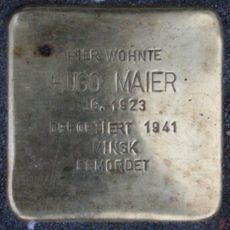 HIER WOHNTE
HUGO MAIER
JG. 1923
DEPORTIERT 1941
MINSK
ERMORDET